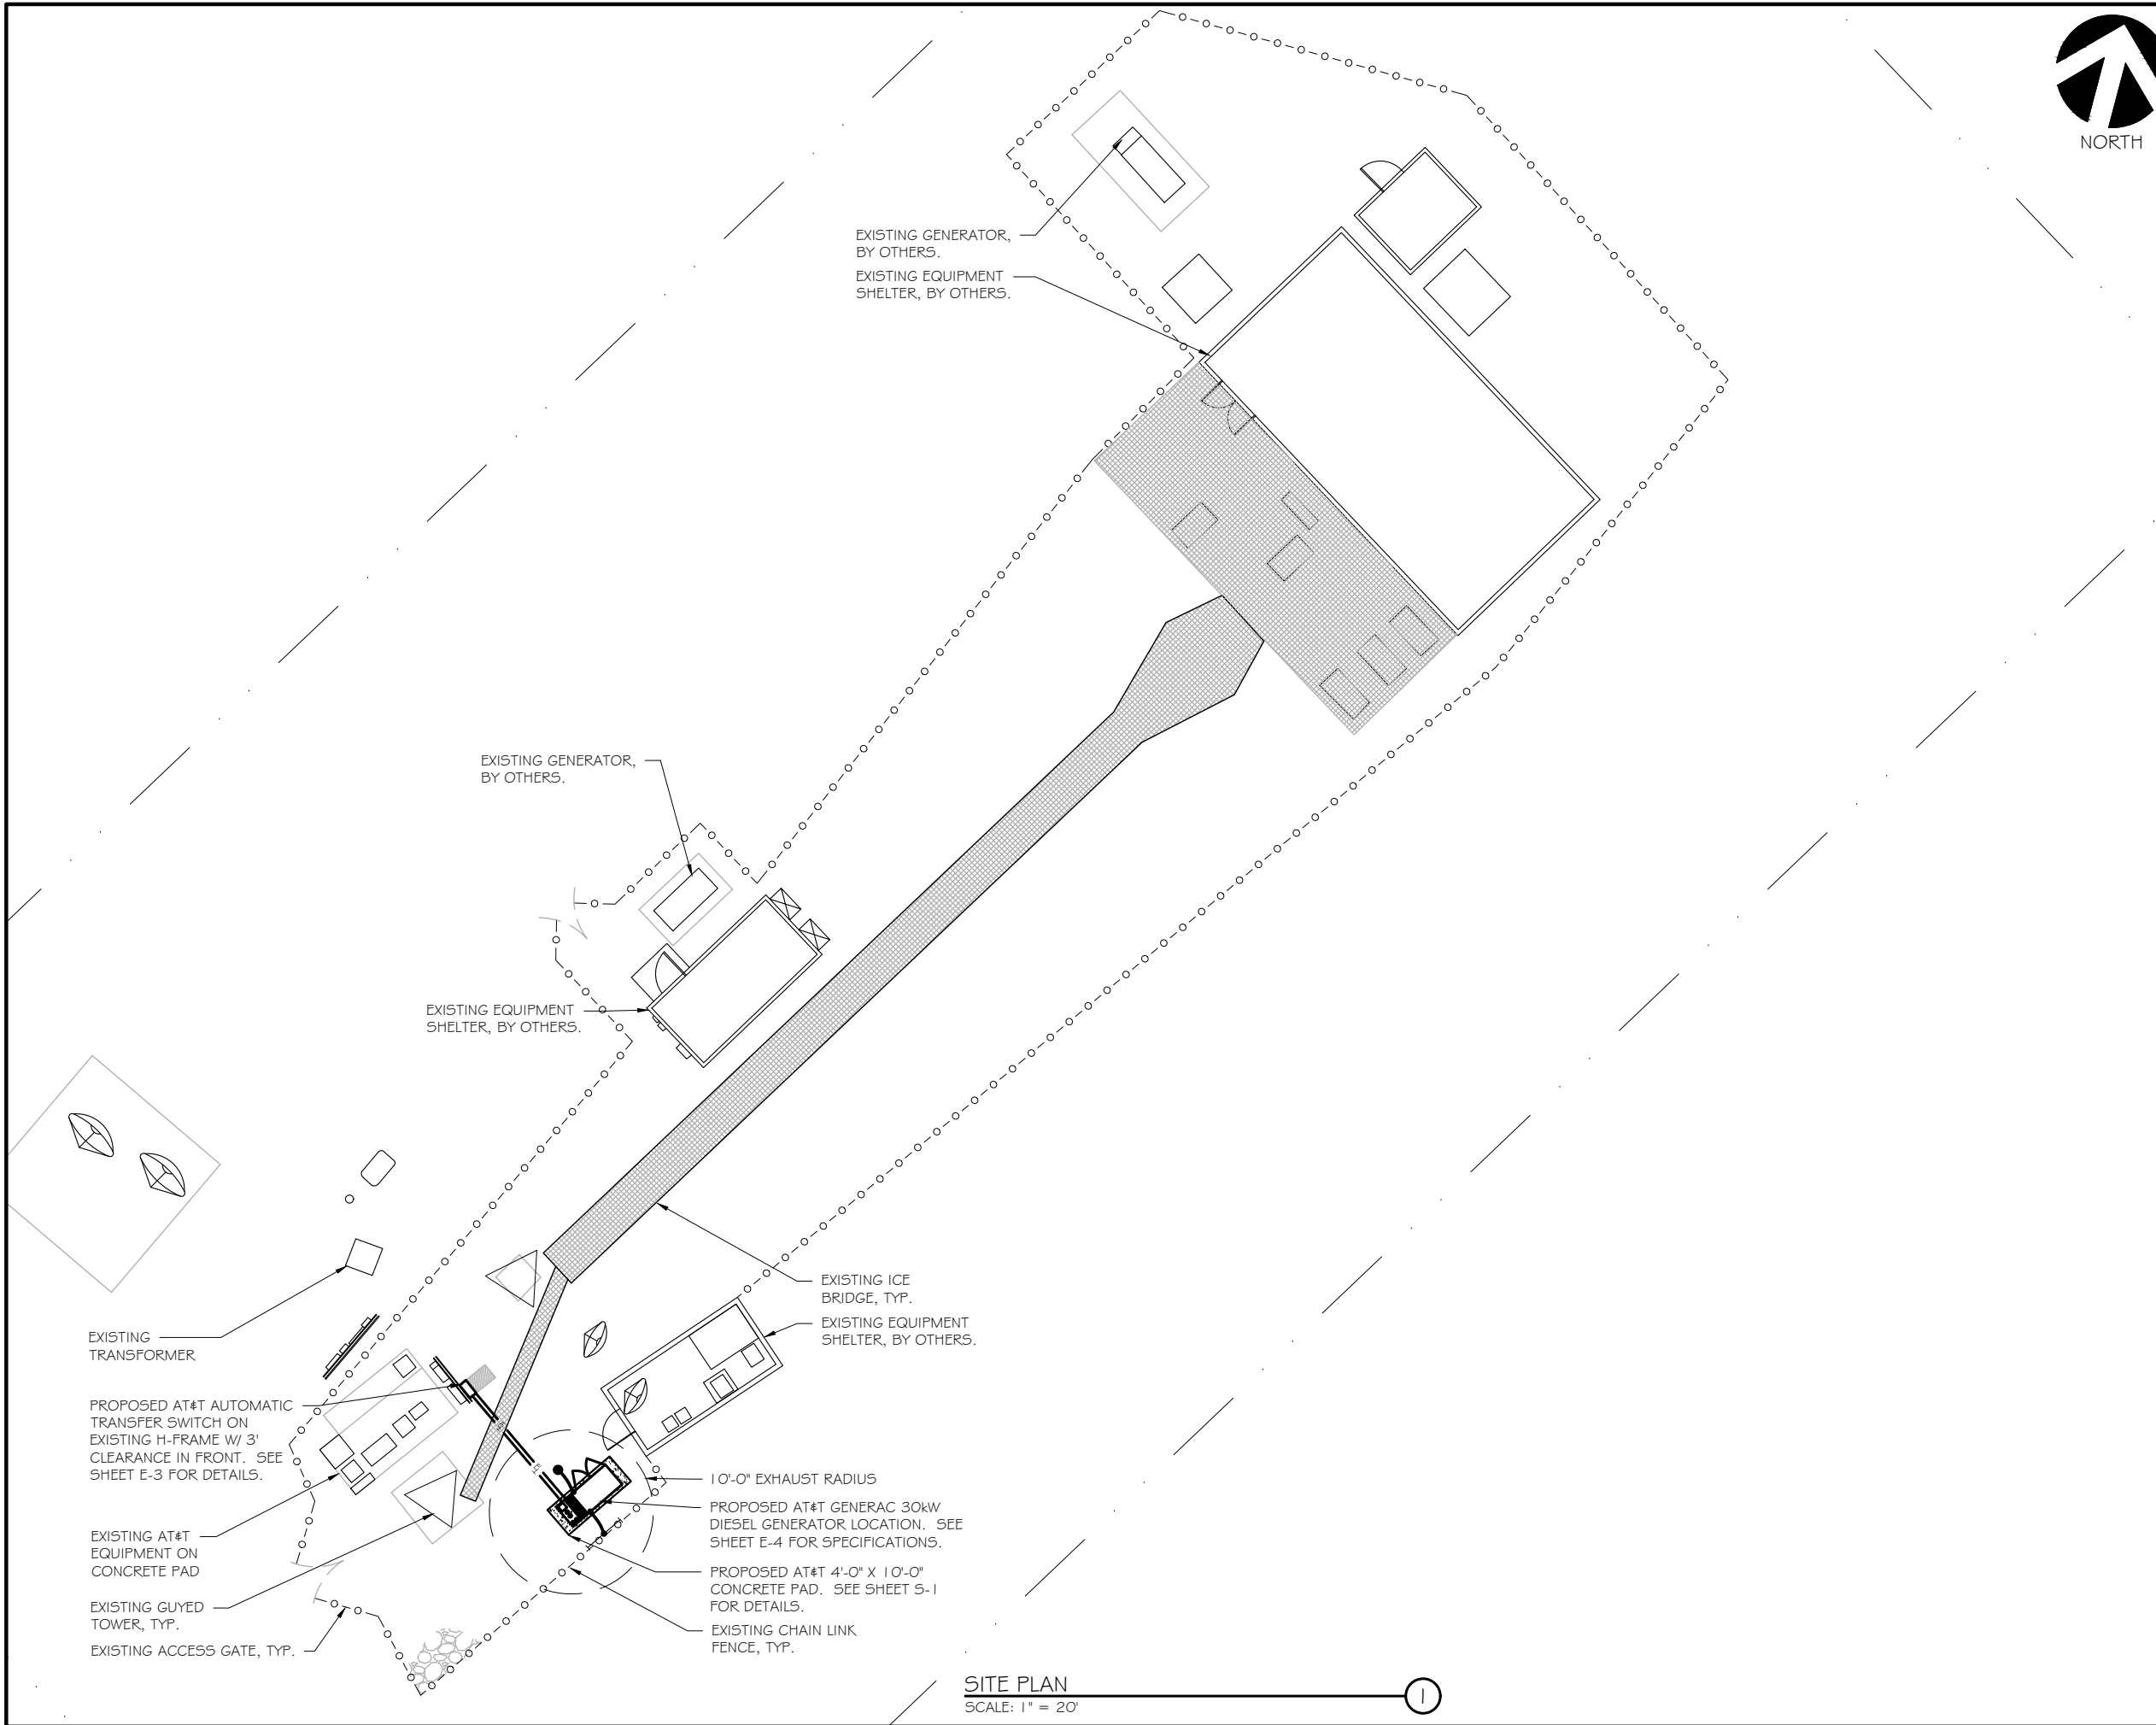 NORTH
EXISTING GENERATOR,
BY OTHERS.
EXISTING EQUIPMENT
SHELTER, BY OTHERS.
EXISTING GENERATOR,
BY OTHERS.
EXISTING EQUIPMENT
SHELTER, BY OTHERS.
EXISTING ICE
BRIDGE, TYP.
EXISTING EQUIPMENT
SHELTER, BY OTHERS.
EXISTING
TRANSFORMER
PROPOSED AT&T AUTOMATIC
TRANSFER SWITCH ON
EXISTING H-FRAME W/ 3'
CLEARANCE IN FRONT. SEE
SHEET E-3 FOR DETAILS.
EXISTING AT&T
EQUIPMENT ON
CONCRETE PAD
EXISTING GUYED
TOWER, TYP.
EXISTING ACCESS GATE, TYP.
10'-0" EXHAUST RADIUS
PROPOSED AT&T GENERAC 30kW
DIESEL GENERATOR LOCATION. SEE
SHEET E-4 FOR SPECIFICATIONS.
PROPOSED AT&T 4'-0" X 10'-0"
CONCRETE PAD. SEE SHEET S-1
FOR DETAILS.
EXISTING CHAIN LINK
FENCE, TYP.
SITE PLAN
SCALE: 1" = 20'
1